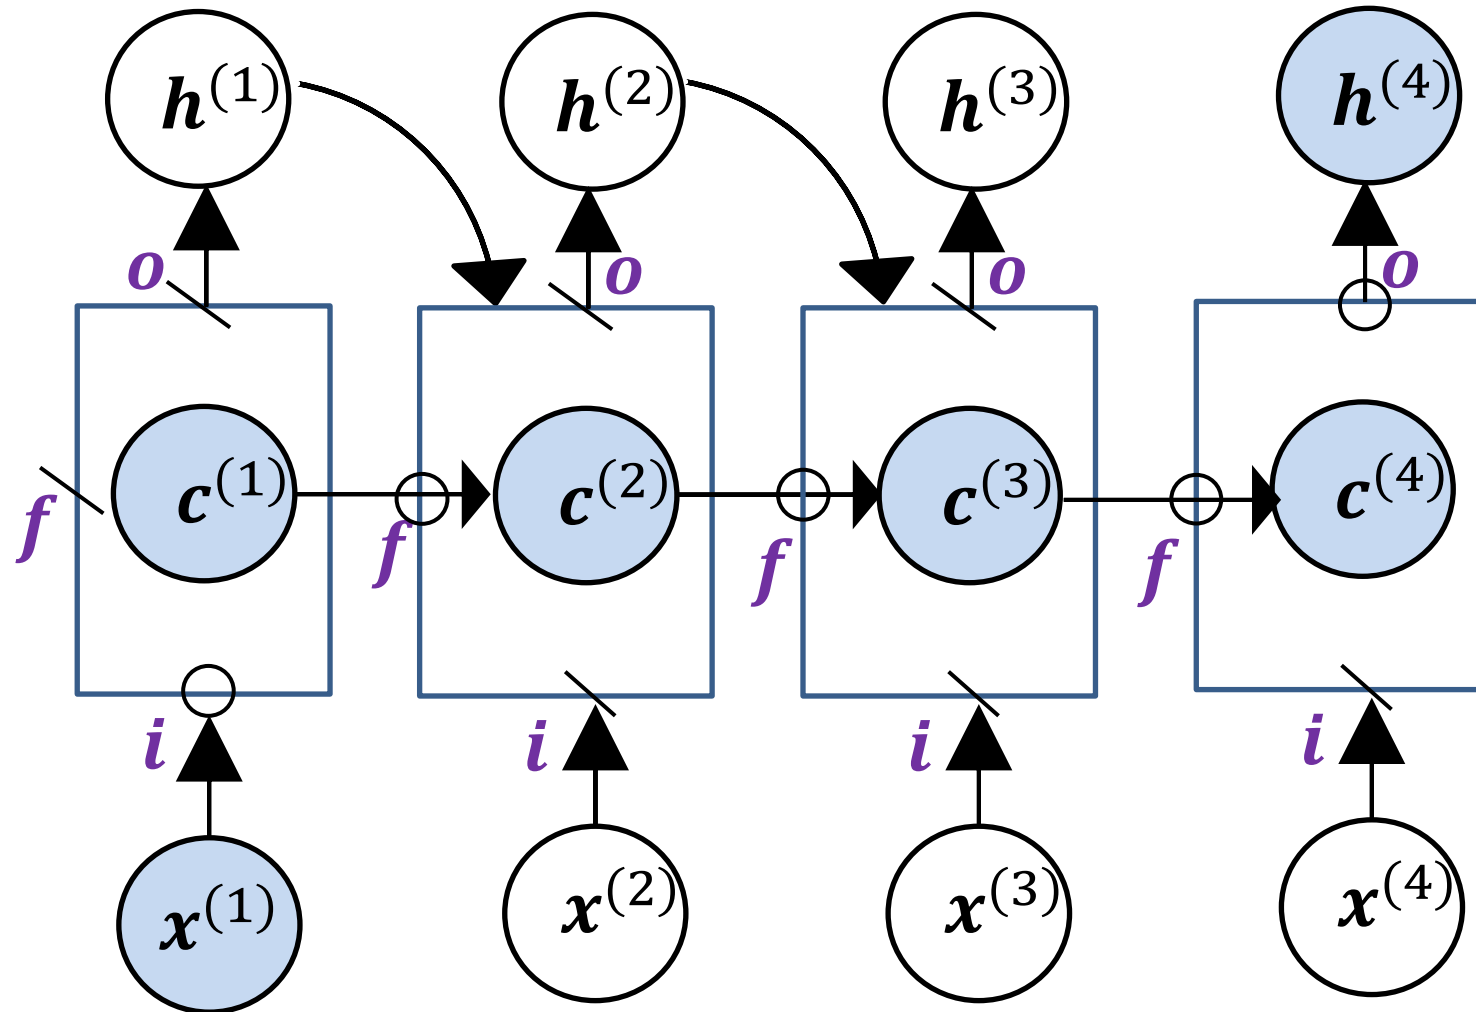 h^(1) h^(2) h^(3) h^(4)
o o o o
c^(1) c^(2) c^(3) c^(4)
f f f f
i i i i
x^(1) x^(2) x^(3) x^(4)